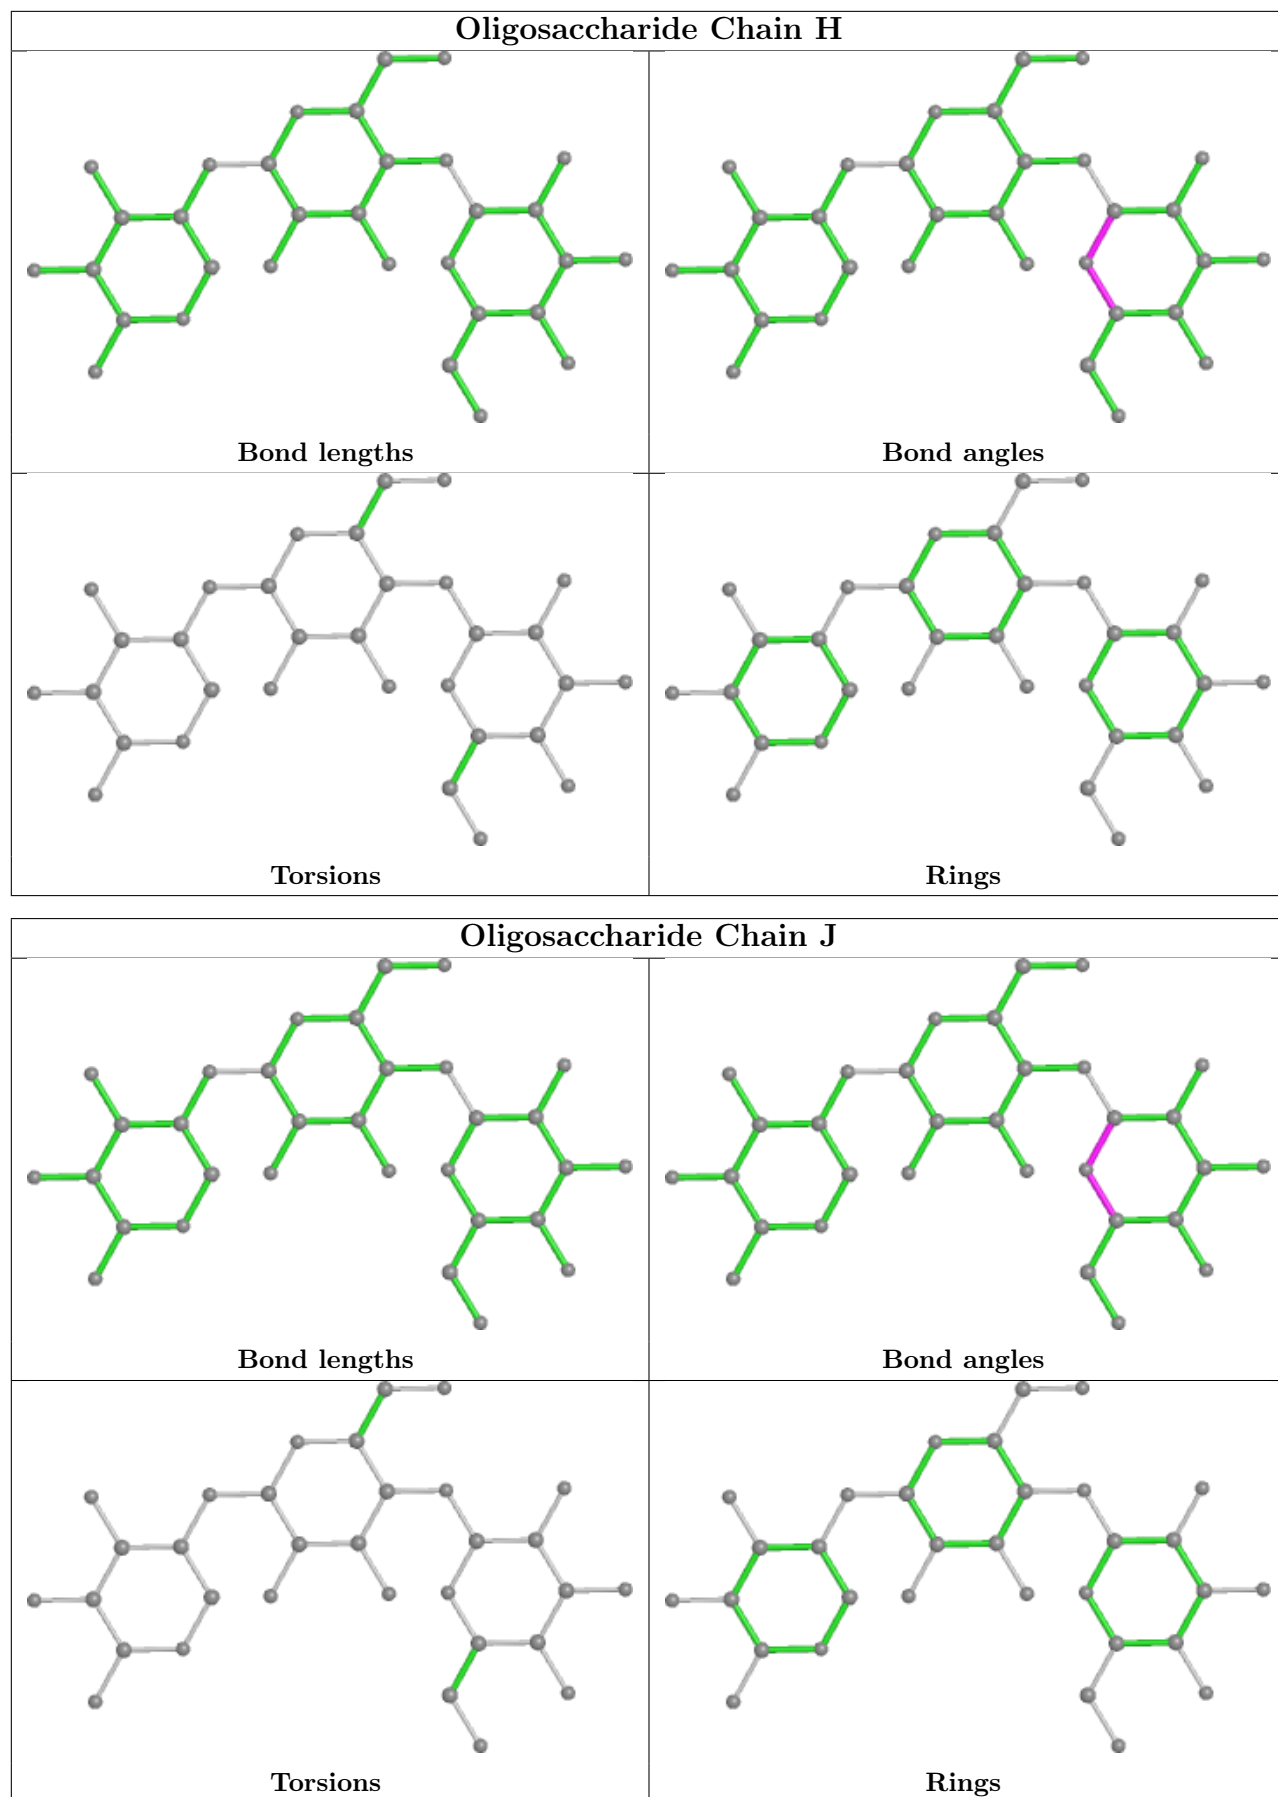 Oligosaccharide Chain H
Bond lengths
Bond angles
Torsions
Rings
Oligosaccharide Chain J
Bond lengths
Bond angles
Torsions
Rings